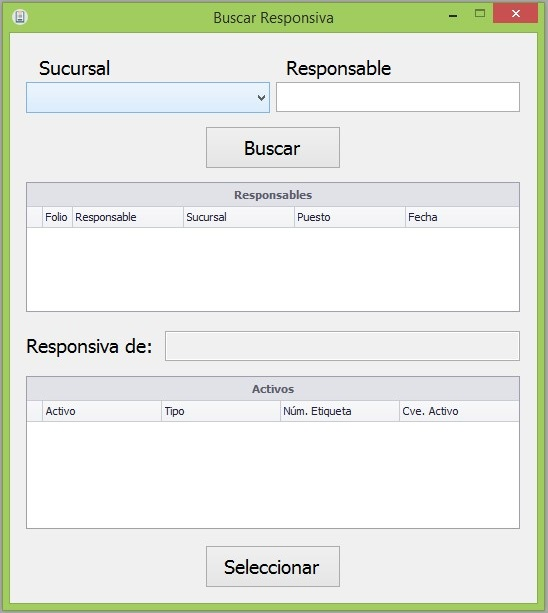 Buscar Responsiva
Sucursal Responsable
Buscar
Responsables
Folio Responsable Sucursal Puesto Fecha
Responsiva de:
Activos
Activo Tipo Núm. Etiqueta Cve. Activo
Seleccionar